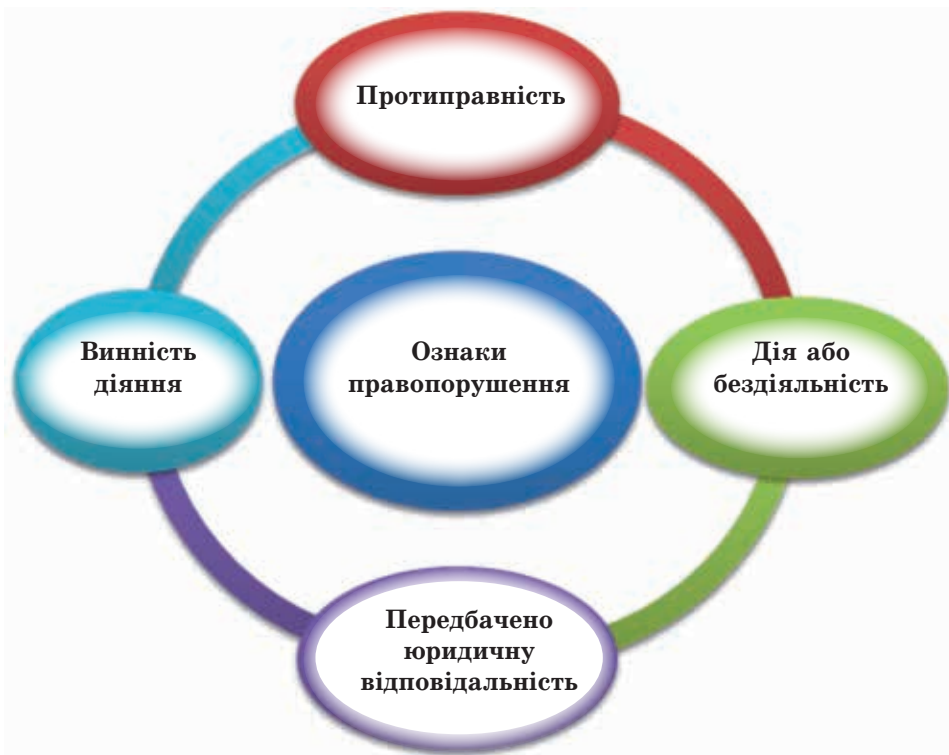 Протиправність
Винність
діяння
Ознаки
правопорушення
Дія або
бездіяльність
Передбачено
юридичну
відповідальність